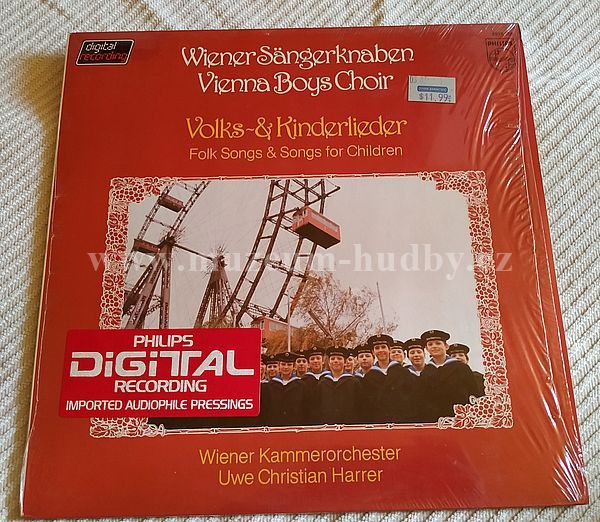 digital
recording
Wiener Sängerknaben
Vienna Boys Choir
PHILIPS
$11.99
Volks-& Kinderlieder
Folk Songs & Songs for Children
www.muzeum-hudby.cz
PHILIPS
DiGiTAL
RECORDING
IMPORTED AUDIOPHILE PRESSINGS
Wiener Kammerorchester
Uwe Christian Harrer